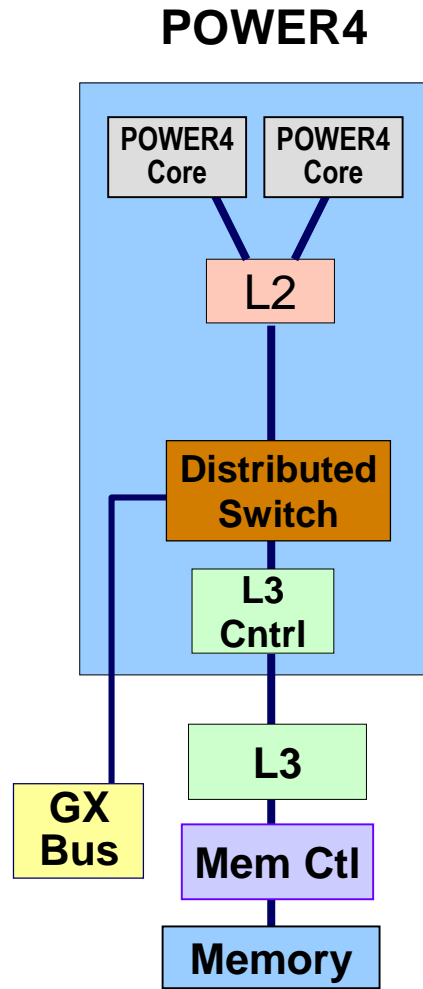 POWER4
POWER4
Core
POWER4
Core
L2
Distributed
Switch
L3
Cntrl
L3
GX
Bus
Mem Ctl
Memory